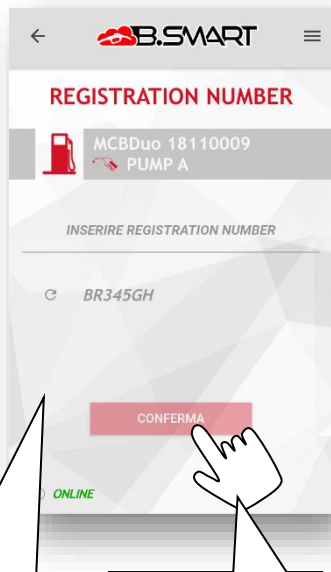 B.SMART
REGISTRATION NUMBER
MCBDuo 18110009
PUMP A
INSERIRE REGISTRATION NUMBER
BR345GH
CONFERMA
ONLINE